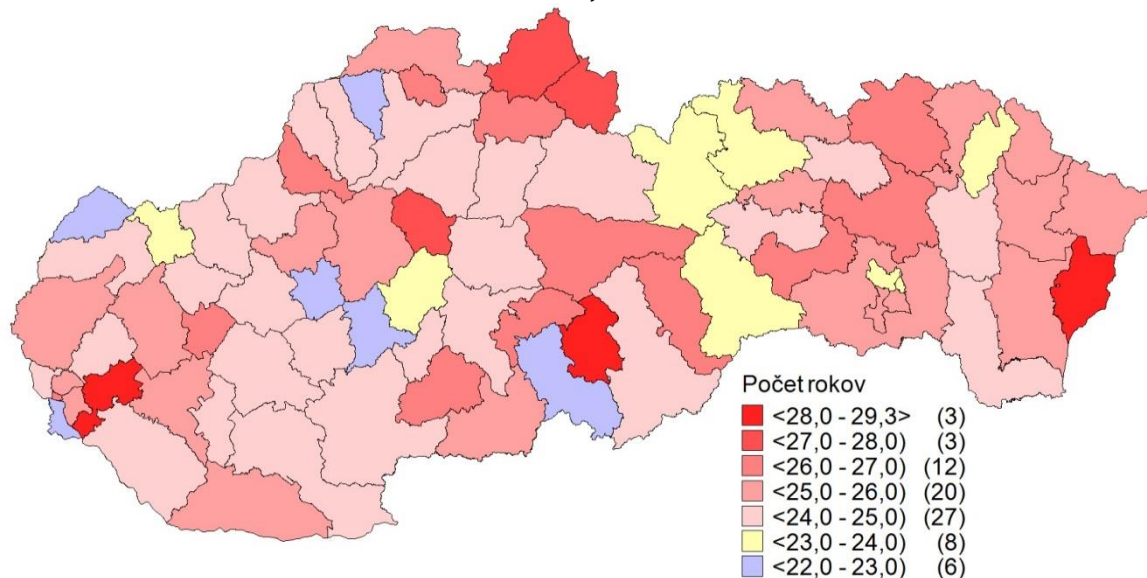 Počet rokov
<28,0 - 29,3> (3)
<27,0 - 28,0) (3)
<26,0 - 27,0) (12)
<25,0 - 26,0) (20)
<24,0 - 25,0) (27)
<23,0 - 24,0) (8)
<22,0 - 23,0) (6)